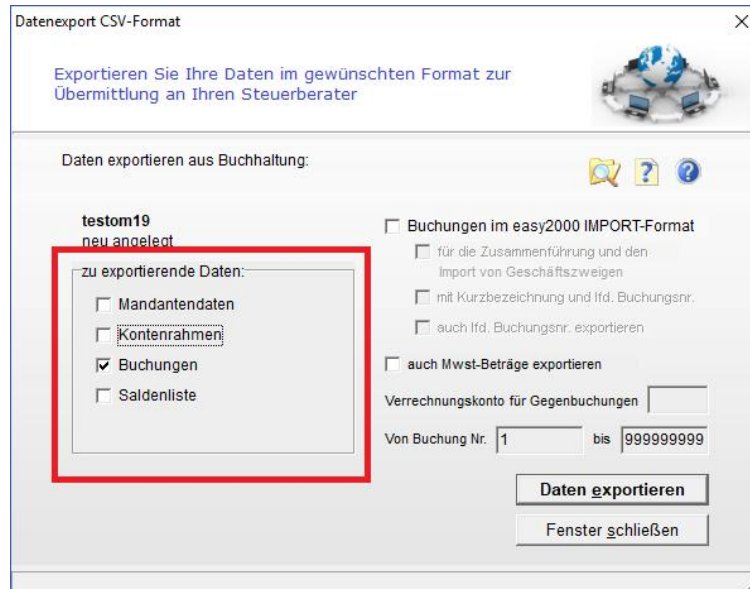 Datenexport CSV-Format
Exportieren Sie Ihre Daten im gewünschten Format zur
Übermittlung an Ihren Steuerberater
Daten exportieren aus Buchhaltung:
testom19
neu angelegt
zu exportierende Daten:
Mandantendaten
Kontenrahmen
Buchungen
Saldenliste
Buchungen im easy2000 IMPORT-Format
für die Zusammenführung und den
Import von Geschäftszweigen
mit Kurzbezeichnung und lfd. Buchungsnr.
auch lfd. Buchungsnr. exportieren
auch Mwst-Beträge exportieren
Verrechnungskonto für Gegenbuchungen
Von Buchung Nr. 1 bis 999999999
Daten exportieren
Fenster schließen